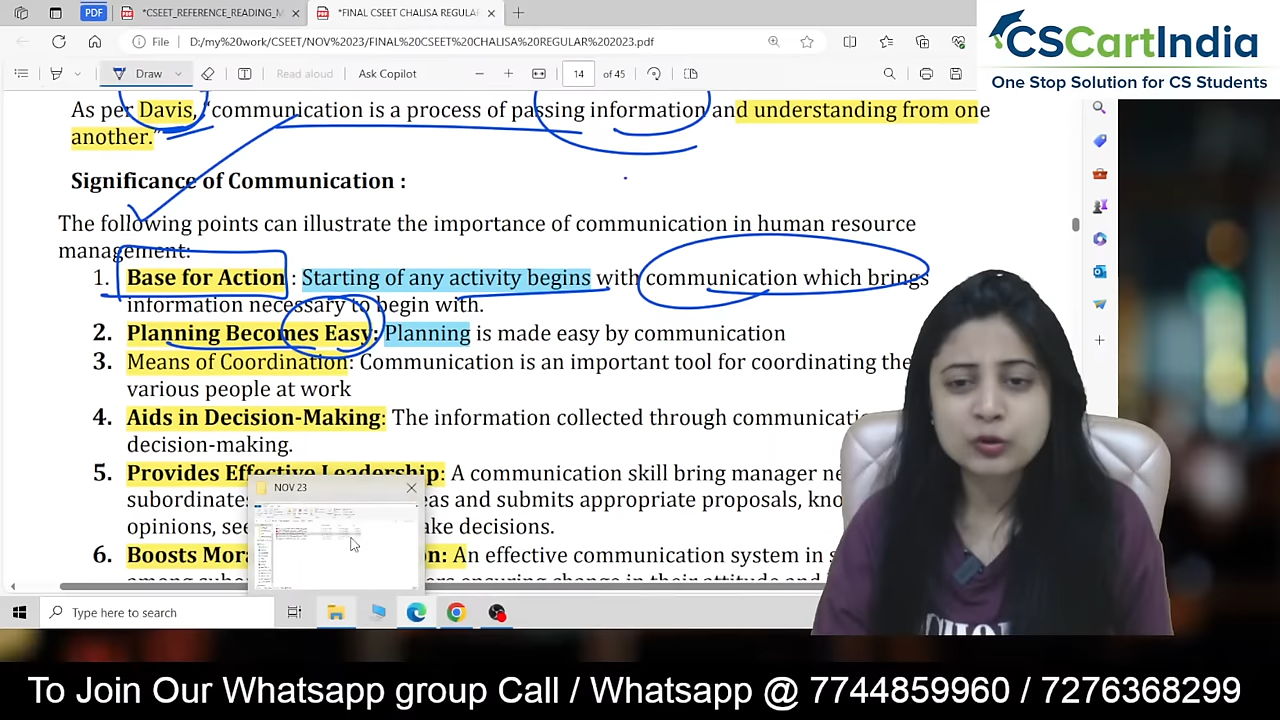 *CSEET_REFERENCE_READING_M
*FINAL CSEET CHALISA REGULAR
PDF
File
D:/my%20work/CSEET/NOV%2023/FINAL%20CSEET%20CHALISA%20REGULAR%202023.pdf
Draw
Read aloud
Ask Copilot
14 of 45
CSCartIndia
One Stop Solution for CS Students
As per Davis, "communication is a process of passing information and understanding from one
another."
Significance of Communication :
The following points can illustrate the importance of communication in human resource
management:
1. Base for Action : Starting of any activity begins with communication which brings
information necessary to begin with.
2. Planning Becomes Easy: Planning is made easy by communication
3. Means of Coordination: Communication is an important tool for coordinating the
various people at work
4. Aids in Decision-Making: The information collected through
decision-making.
5. Provides Effective Leadership: A communication skill bring manager
subordinates eas and submits appropriate proposals,
opinions, ake decisions.
6. Boosts on: An effective communication system in
NOV 23
Type here to search
To Join Our Whatsapp group Call / Whatsapp @ 7744859960 / 7276368299